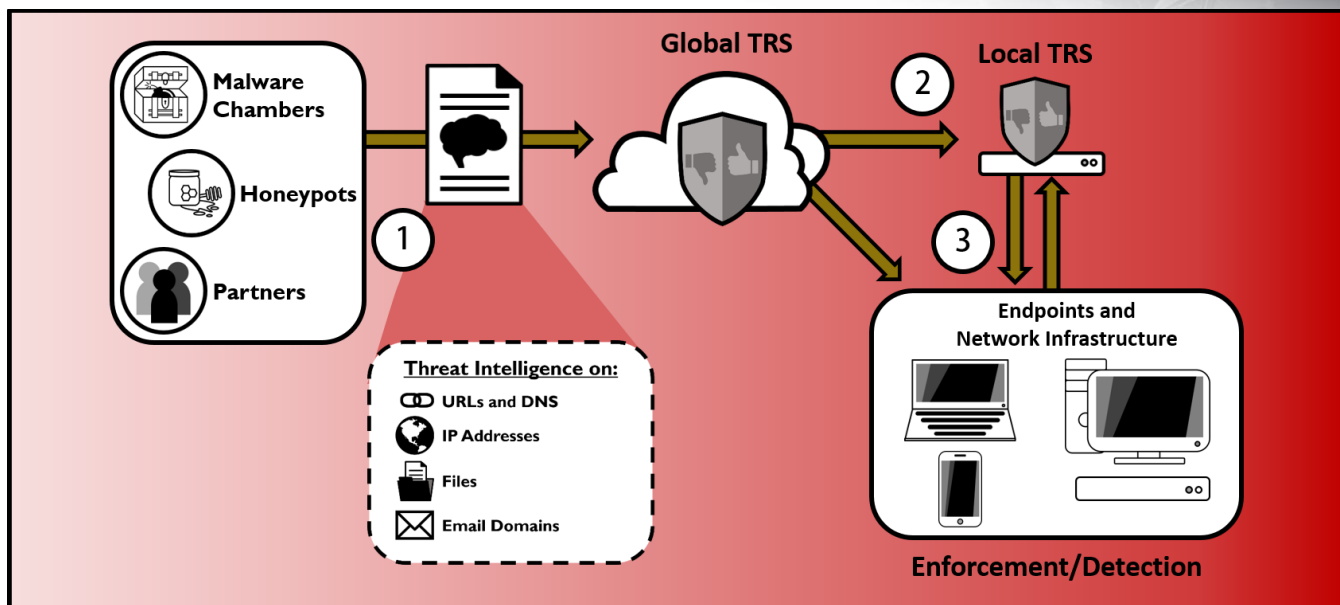 Malware
Chambers
Honeypots
Partners
1
Threat Intelligence on:
URLs and DNS
IP Addresses
Files
Email Domains
Global TRS
2
Local TRS
3
Endpoints and
Network Infrastructure
Enforcement/Detection